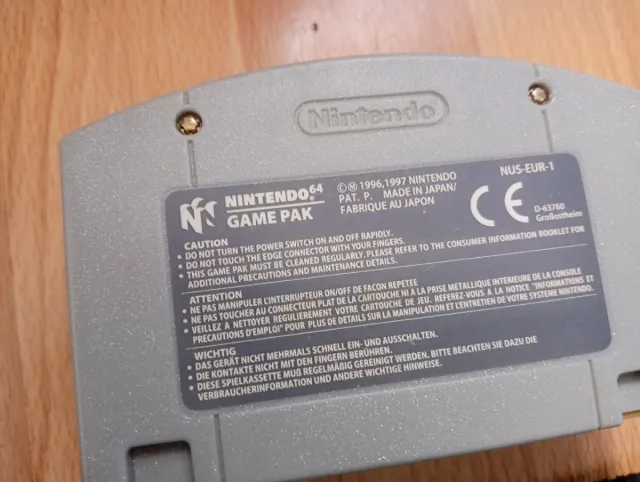 Nintendo
NINTENDO64
GAME PAK
©Ⓜ 1996,1997 NINTENDO
PAT. P. MADE IN JAPAN/
FABRIQUE AU JAPON
NUS-EUR-1
CE
D-63760
Großostheim
CAUTION
• DO NOT TURN THE POWER SWITCH ON AND OFF RAPIDLY.
• DO NOT TOUCH THE EDGE CONNECTOR WITH YOUR FINGERS.
• THIS GAME PAK MUST BE CLEANED REGULARLY, PLEASE REFER TO THE CONSUMER INFORMATION BOOKLET FOR
ADDITIONAL PRECAUTIONS AND MAINTENANCE DETAILS.
ATTENTION
• NE PAS MANIPULER L'INTERRUPTEUR ON/OFF DE FACON REPETEE
• NE PAS TOUCHER AU CONNECTEUR PLAT DE LA CARTOUCHE NI A LA PRISE METALLIQUE INTERIEURE DE LA CONSOLE
• VEILLEZ A NETTOYER REGULIEREMENT VOTRE CARTOUCHE DE JEU. REFEREZ-VOUS A LA NOTICE "INFORMATIONS ET
PRECAUTIONS D'EMPLOI" POUR PLUS DE DETAILS SUR LA MANIPULATION ET L'ENTRETIEN DE VOTRE SYSTEME NINTENDO.
WICHTIG
• DAS GERÄT NICHT MEHRMALS SCHNELL EIN- UND AUSSCHALTEN.
• DIE KONTAKTE NICHT MIT DEN FINGERN BERÜHREN.
• DIESE SPIELKASSETTE MUß REGELMÄßIG GEREINIGT WERDEN. BITTE BEACHTEN SIE DAZU DIE
VERBRAUCHERINFORMATION UND ANDERE WICHTIGE HINWEISE.